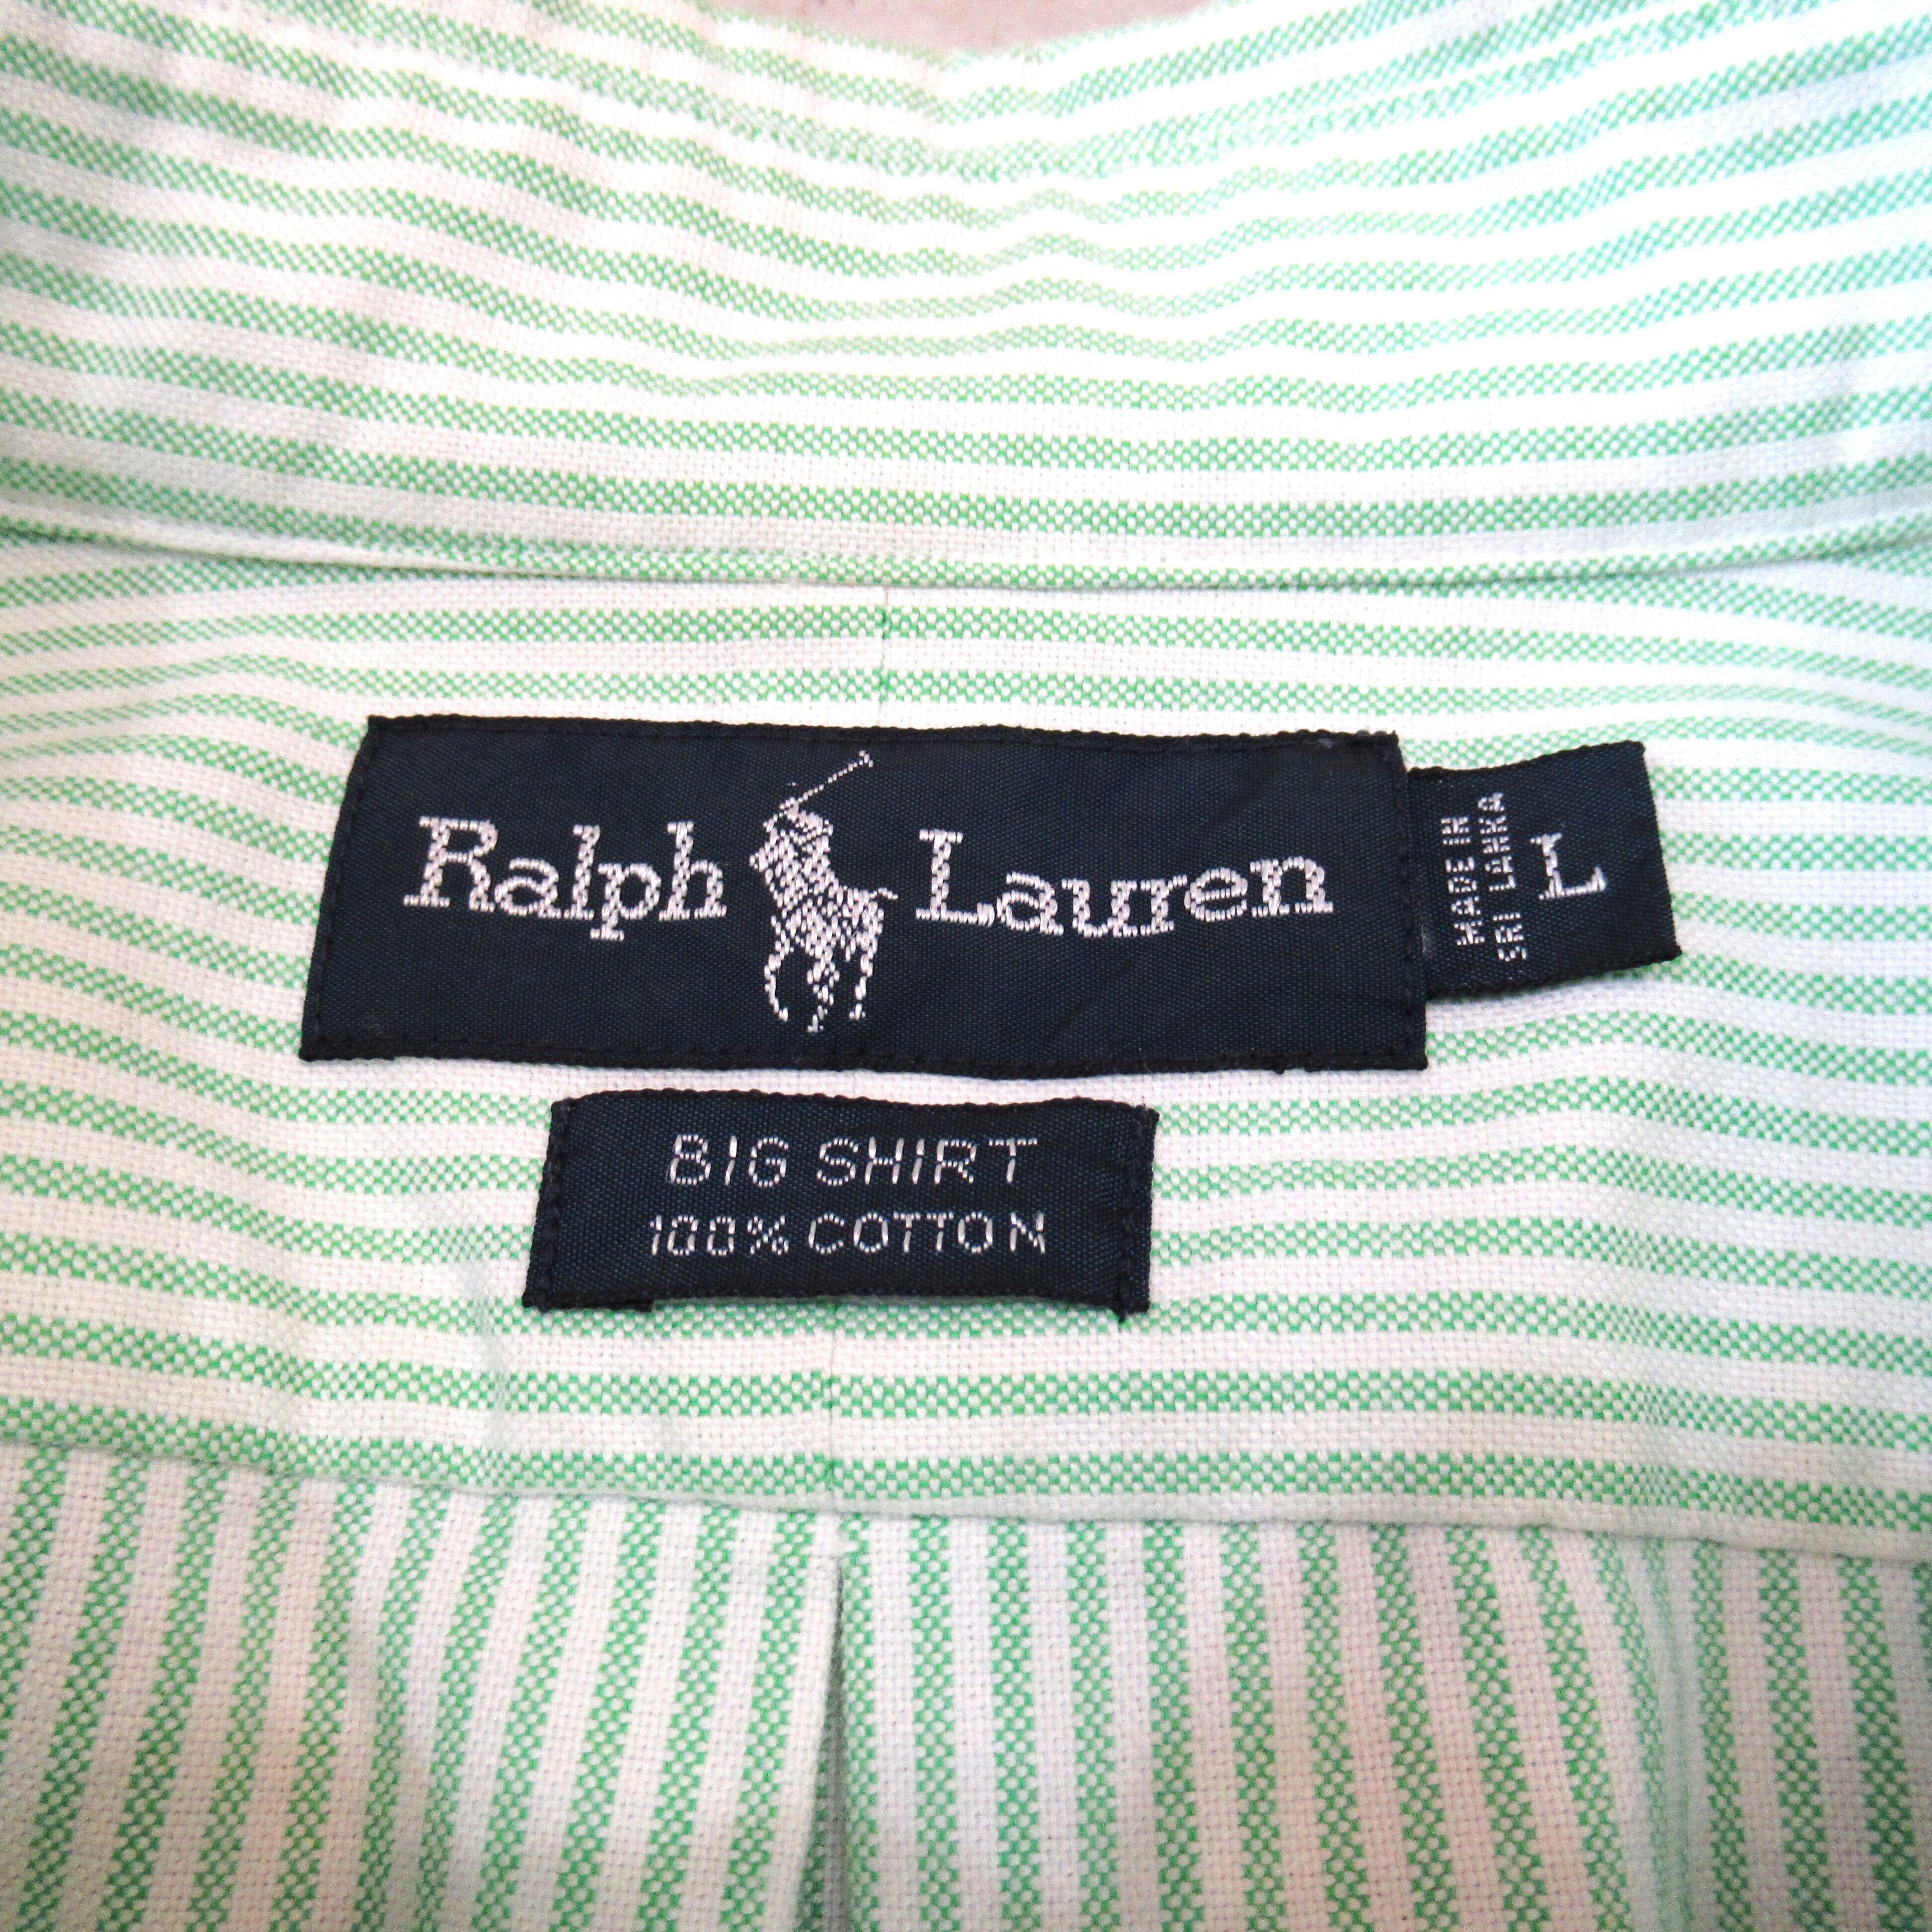 Ralph Lauren
MADE IN
SRI LANKA
L
BIG SHIRT
100% COTTON